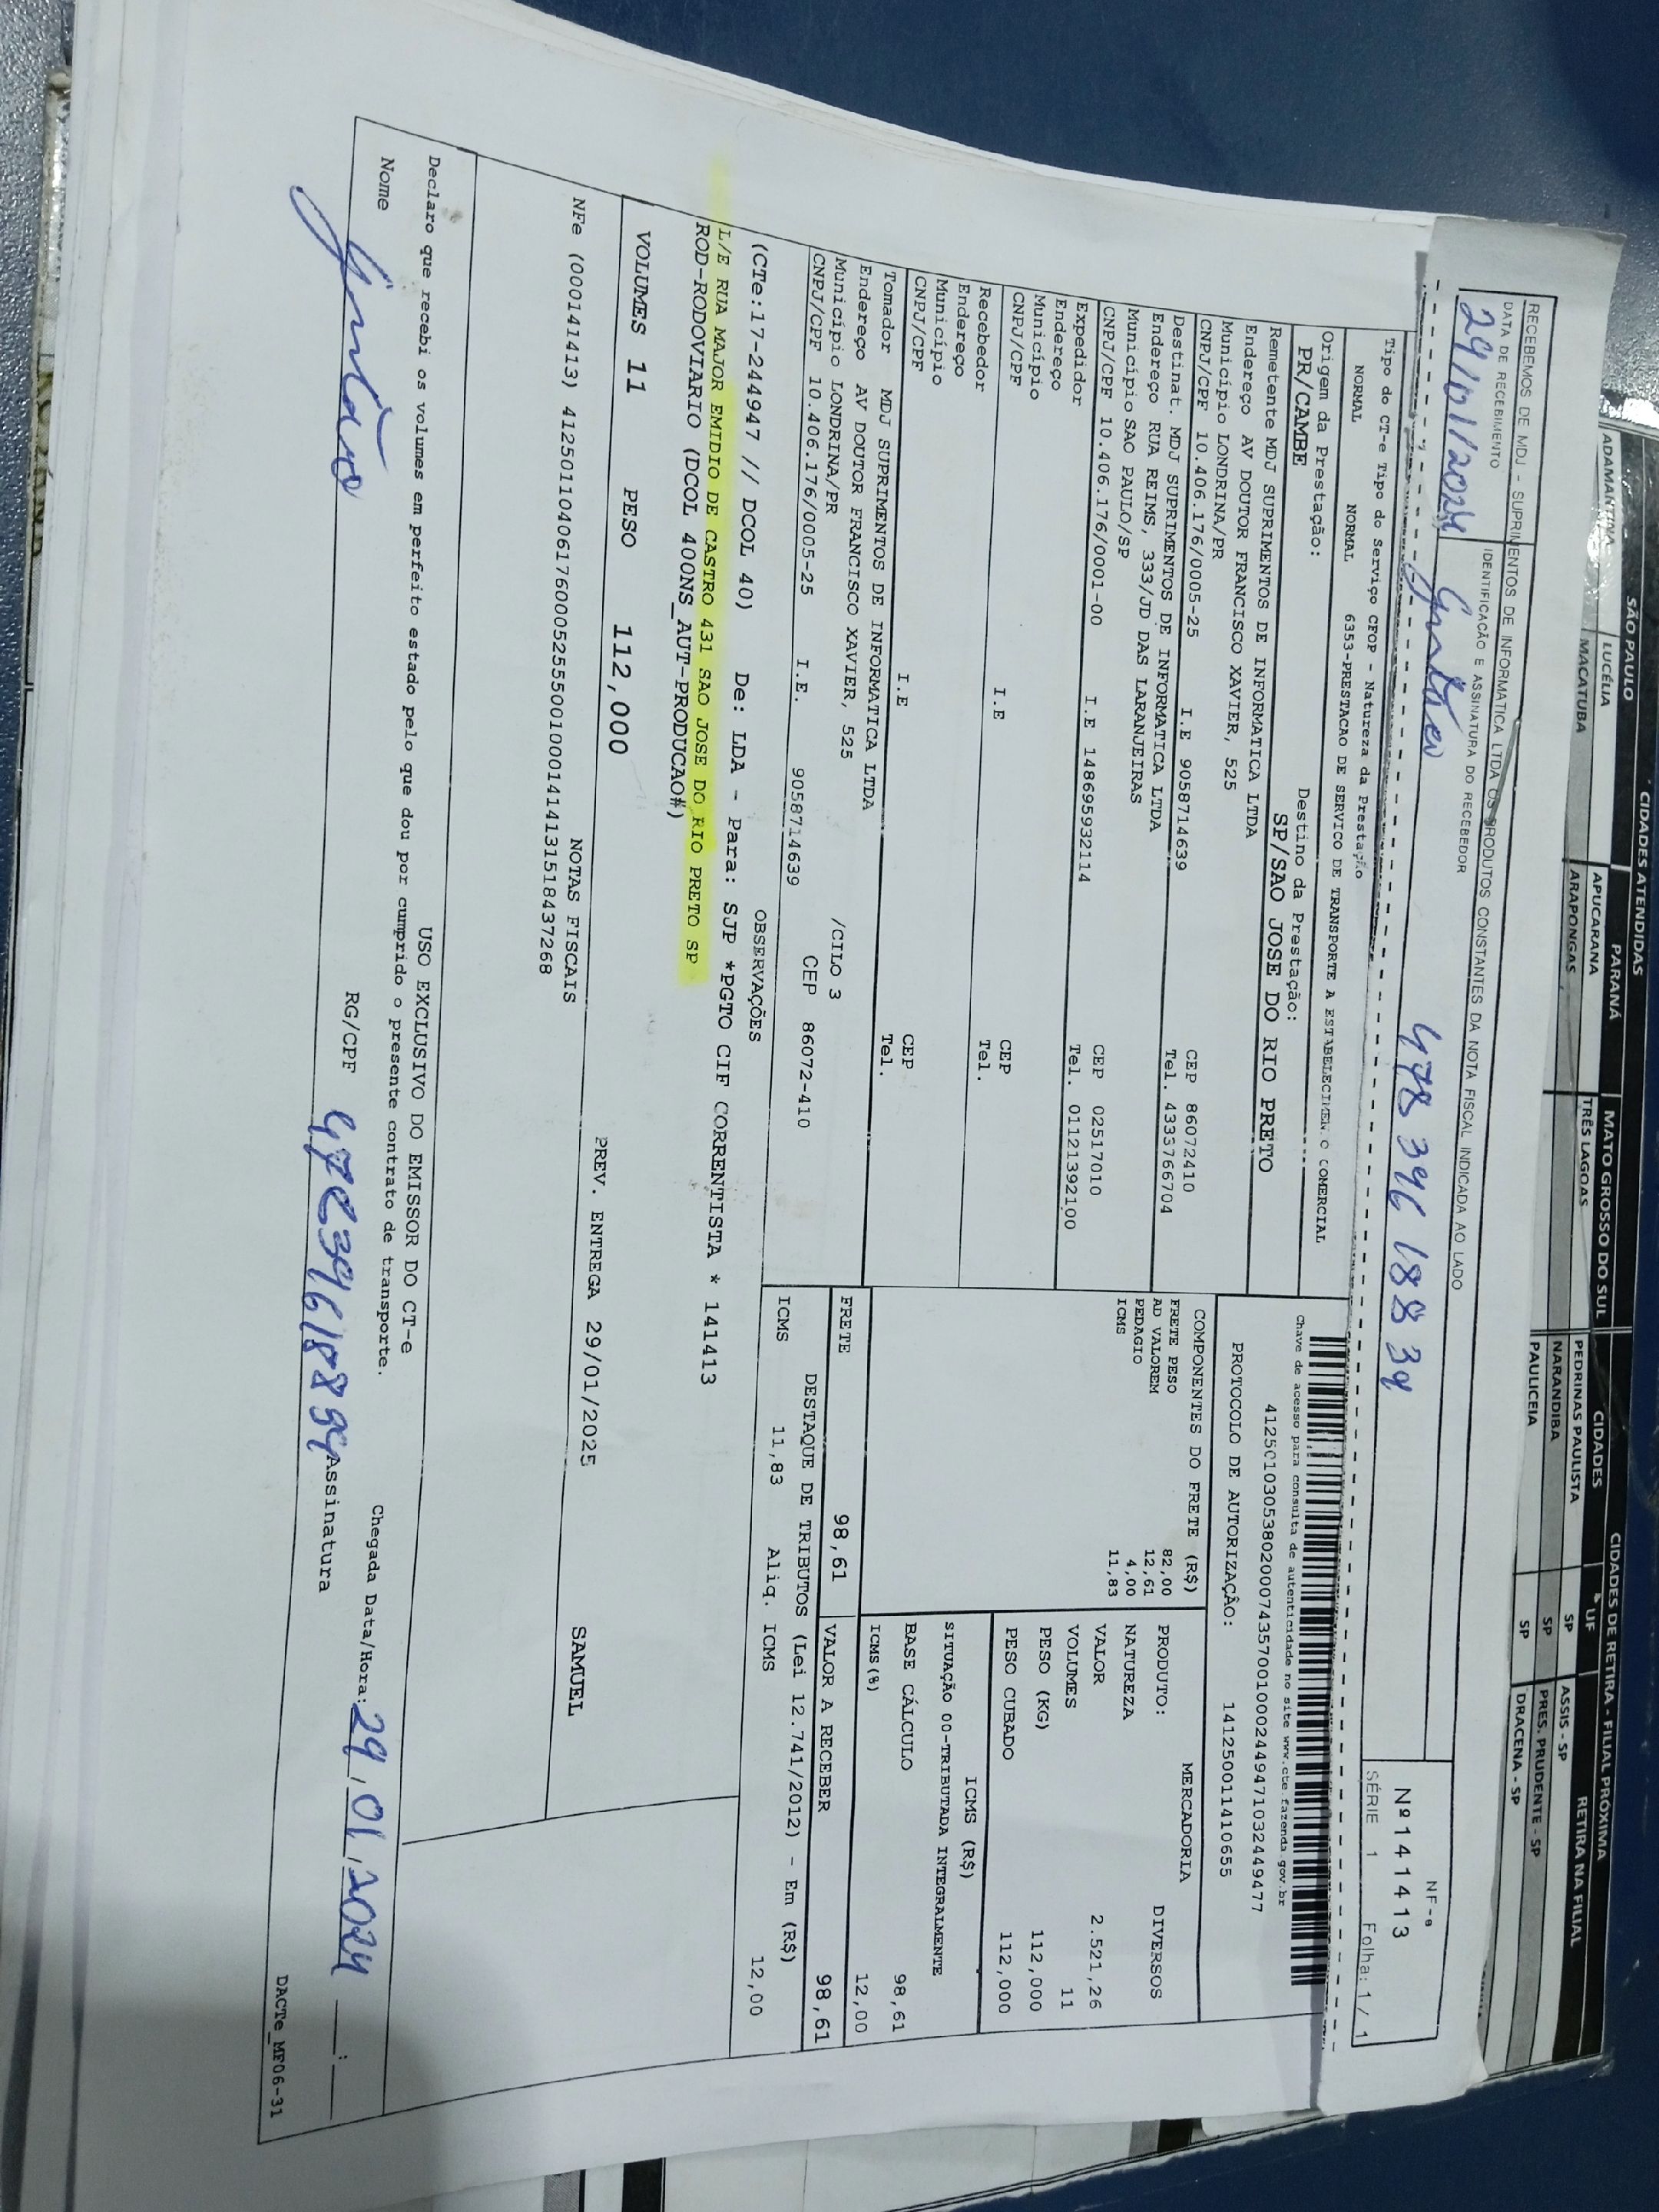 CIDADES ATENDIDAS
CIDADES DE RETIRA - FILIAL PRÓXIMA
SÃO PAULO
PARANÁ
MATO GROSSO DO SUL
CIDADES
UF
RETIRA NA FILIAL
ADAMANTINA
LUCÉLIA
APUCARANA
TRÊS LAGOAS
PEDRINAS PAULISTA
SP
ASSIS - SP
MACATUBA
ARAPONGAS
NARANDIBA
SP
PRES. PRUDENTE - SP
PAULICEIA
SP
DRACENA - SP
RECEBEMOS DE MDJ - SUPRIMENTOS DE INFORMATICA LTDA OS PRODUTOS CONSTANTES DA NOTA FISCAL INDICADA AO LADO
DATA DE RECEBIMENTO
IDENTIFICAÇÃO E ASSINATURA DO RECEBEDOR
29/01/2024
478 396 188 39
NF-e
Nº 141413
SÉRIE 1 Folha: 1 / 1
Tipo do CT-e Tipo do Serviço CFOP - Natureza da Prestação
NORMAL NORMAL 6353-PRESTACAO DE SERVICO DE TRANSPORTE A ESTABELECIMENTO COMERCIAL
Origem da Prestação: Destino da Prestação:
PR/CAMBE SP/SAO JOSE DO RIO PRETO
Chave de acesso para consulta de autenticidade no site www.cte.fazenda.gov.br
41250103053802000743570010002449471032449477
PROTOCOLO DE AUTORIZAÇÃO: 141250011410655
Remetente MDJ SUPRIMENTOS DE INFORMATICA LTDA
Endereço AV DOUTOR FRANCISCO XAVIER, 525
Município LONDRINA/PR CEP 86072410
CNPJ/CPF 10.406.176/0005-25 I.E 9058714639 Tel. 4333766704
Destinat. MDJ SUPRIMENTOS DE INFORMATICA LTDA
Endereço RUA REIMS, 333/JD DAS LARANJEIRAS
Município SAO PAULO/SP CEP 02517010
CNPJ/CPF 10.406.176/0001-00 I.E 148695932114 Tel. 01121392100
Expedidor
Endereço
Município CEP
CNPJ/CPF I.E Tel.
Recebedor
Endereço
Município CEP
CNPJ/CPF I.E Tel.
Tomador MDJ SUPRIMENTOS DE INFORMATICA LTDA
Endereço AV DOUTOR FRANCISCO XAVIER, 525 /CILO 3
Município LONDRINA/PR CEP 86072-410
CNPJ/CPF 10.406.176/0005-25 I.E. 9058714639
COMPONENTES DO FRETE (R$)
FRETE PESO 82,00
AD VALOREM 12,61
PEDAGIO 4,00
ICMS 11,83
MERCADORIA
PRODUTO: DIVERSOS
NATUREZA
VALOR 2.521,26
VOLUMES 11
PESO (KG) 112,000
PESO CUBADO 112,000
ICMS (R$)
SITUAÇÃO 00-TRIBUTADA INTEGRALMENTE
BASE CÁLCULO 98,61
ICMS(%) 12,00
FRETE 98,61 VALOR A RECEBER 98,61
DESTAQUE DE TRIBUTOS (Lei 12.741/2012) - Em (R$)
ICMS 11,83 Aliq. ICMS 12,00
OBSERVAÇÕES
(CTe:17-244947 // DCOL 40) De: LDA - Para: SJP *PGTO CIF CORRENTISTA * 141413
L/E RUA MAJOR EMIDIO DE CASTRO 431 SAO JOSE DO RIO PRETO SP
ROD-RODOVIARIO (DCOL 400NS_AUT-PRODUCAO#)
VOLUMES 11 PESO 112,000 PREV. ENTREGA 29/01/2025 SAMUEL
NOTAS FISCAIS
NFe (000141413) 41250110406176000525550010001414131518437268
USO EXCLUSIVO DO EMISSOR DO CT-e
Declaro que recebi os volumes em perfeito estado pelo que dou por cumprido o presente contrato de transporte.
Chegada Data/Hora: 29/01/2024 __:__
Nome RG/CPF 47839618839 Assinatura
DACTe_MF06-31